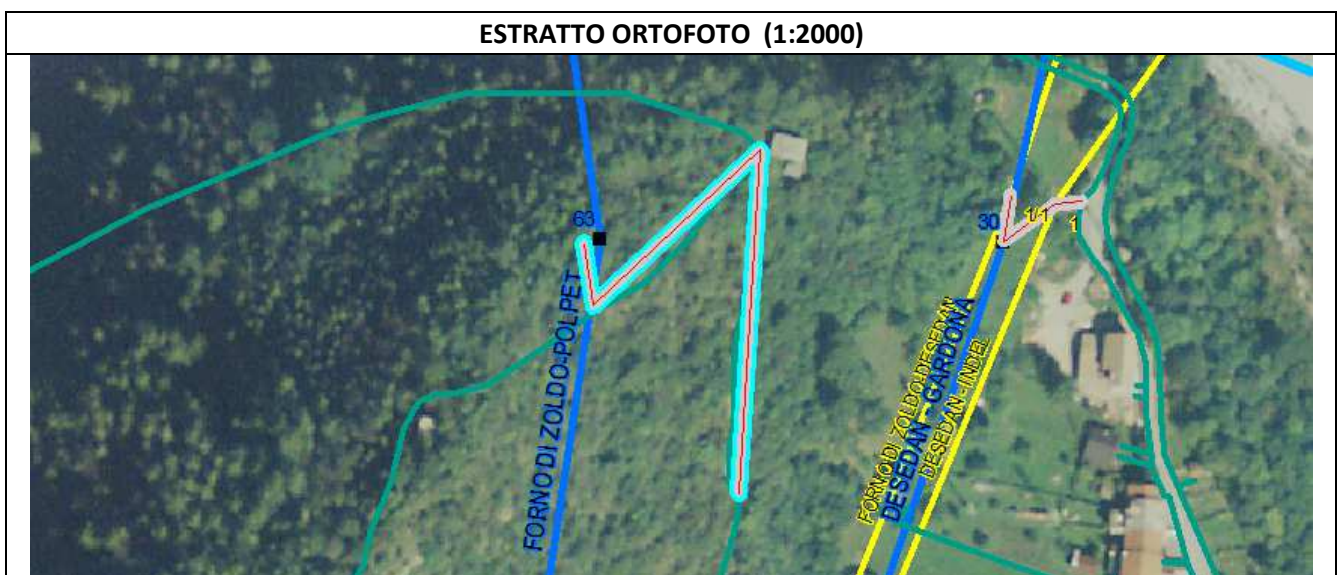 ESTRATTO ORTOFOTO (1:2000)
63
30
1/1
1
FORNO DI ZOLDO-POLPET
FORNO DI ZOLDO-DESEDAN
DESEDAN - GARDONA
DESEDAN - INDEL